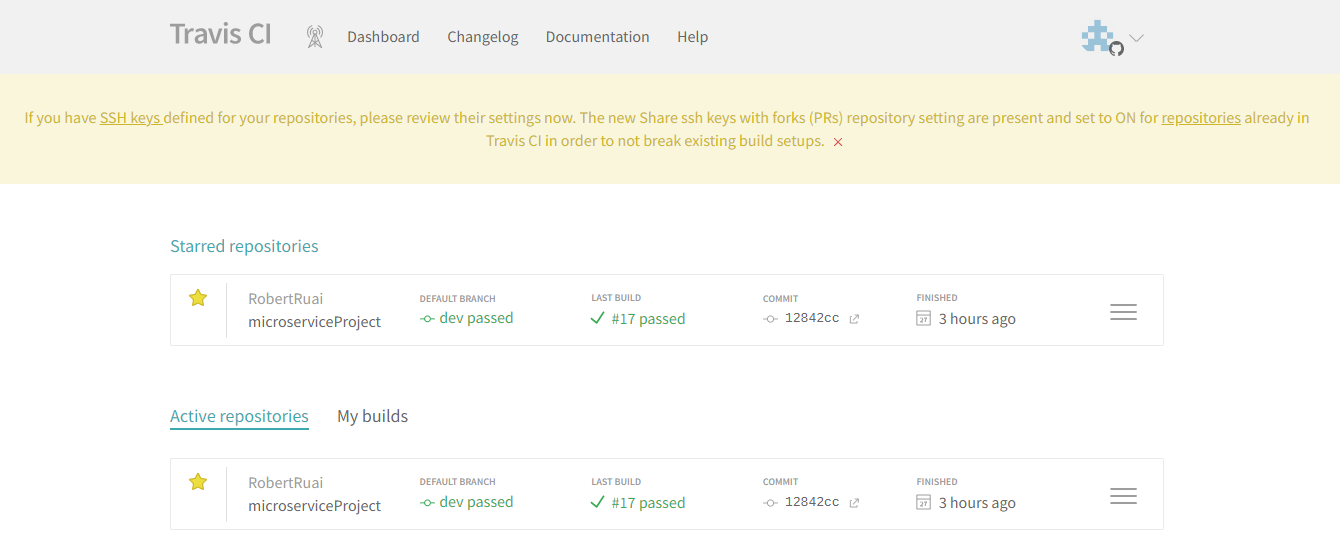 Travis CI Dashboard Changelog Documentation Help
If you have SSH keys defined for your repositories, please review their settings now. The new Share ssh keys with forks (PRs) repository setting are present and set to ON for repositories already in
Travis CI in order to not break existing build setups.
Starred repositories
RobertRuai DEFAULT BRANCH LAST BUILD COMMIT FINISHED
microserviceProject dev passed #17 passed 12842cc 27 3 hours ago
Active repositories My builds
RobertRuai DEFAULT BRANCH LAST BUILD COMMIT FINISHED
microserviceProject dev passed #17 passed 12842cc 27 3 hours ago